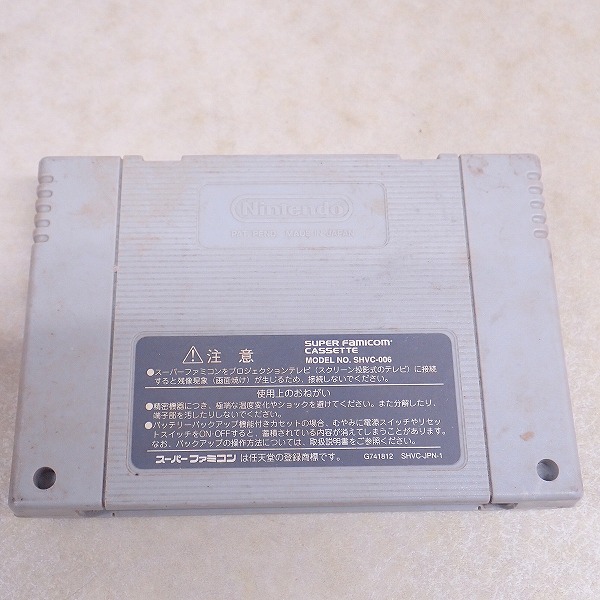 Nintendo
PAT. PEND. MADE IN JAPAN
注意
SUPER FAMICOM
CASSETTE
MODEL NO. SHVC-006
●スーパーファミコンをプロジェクションテレビ（スクリーン投影式のテレビ）に接続
すると残像現象（画面焼け）が生じるため、接続しないでください。
使用上のおねがい
●精密機器につき、極端な温度変化やショックを避けてください。また分解したり、
端子部を汚したりしないでください。
●バッテリーバックアップ機能付きカセットの場合、むやみに電源スイッチやリセ
ットスイッチをON OFFすると、蓄積されている内容が消えてしまうことがあります。
なお、バックアップの操作方法については、取扱説明書をご参照ください。
スーパーファミコンは任天堂の登録商標です。 G741812 SHVC-JPN-1